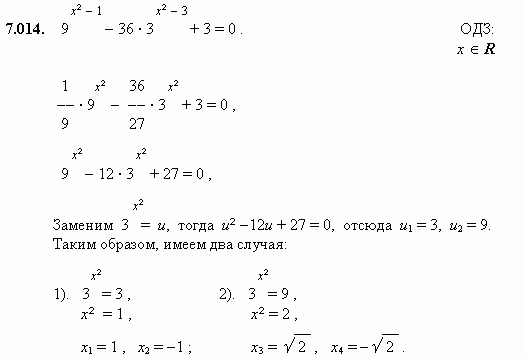 7.014. 9^(x² – 1) – 36 · 3^(x² – 3) + 3 = 0 . ОДЗ:
x ∈ R
1/9 · 9^(x²) – 36/27 · 3^(x²) + 3 = 0 ,
9^(x²) – 12 · 3^(x²) + 27 = 0 ,
Заменим 3^(x²) = u, тогда u² –12u + 27 = 0, отсюда u₁ = 3, u₂ = 9.
Таким образом, имеем два случая:
1). 3^(x²) = 3 , 2). 3^(x²) = 9 ,
x² = 1 , x² = 2 ,
x₁ = 1 , x₂ = –1 ; x₃ = √2 , x₄ = –√2 .